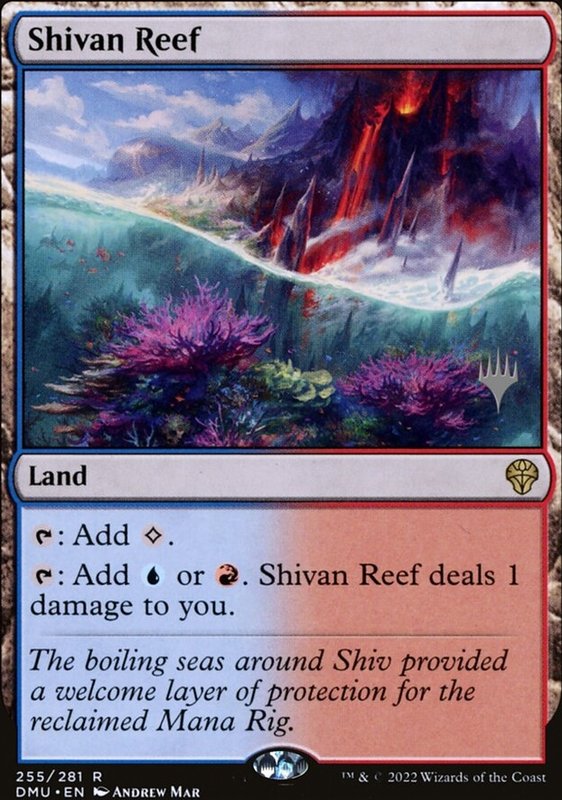 Shivan Reef
Land
: Add .
: Add or . Shivan Reef deals 1
damage to you.
The boiling seas around Shiv provided
a welcome layer of protection for the
reclaimed Mana Rig.
255/281 R
DMU • EN Andrew Mar
™ & © 2022 Wizards of the Coast